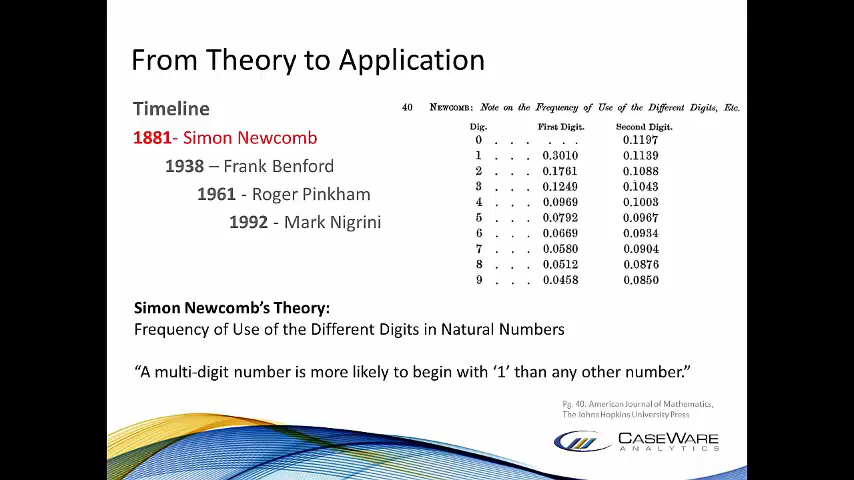 From Theory to Application
Timeline
1881- Simon Newcomb
1938 – Frank Benford
1961 - Roger Pinkham
1992 - Mark Nigrini
40 Newcomb: Note on the Frequency of Use of the Different Digits, Etc.
Dig. First Digit. Second Digit.
0 . . . . . . 0.1197
1 . . . 0.3010 0.1139
2 . . . 0.1761 0.1088
3 . . . 0.1249 0.1043
4 . . . 0.0969 0.1003
5 . . . 0.0792 0.0967
6 . . . 0.0669 0.0934
7 . . . 0.0580 0.0904
8 . . . 0.0512 0.0876
9 . . . 0.0458 0.0850
Simon Newcomb's Theory:
Frequency of Use of the Different Digits in Natural Numbers
“A multi-digit number is more likely to begin with ‘1’ than any other number.”
Pg. 40. American Journal of Mathematics,
The Johns Hopkins University Press
CASEWARE
ANALYTICS